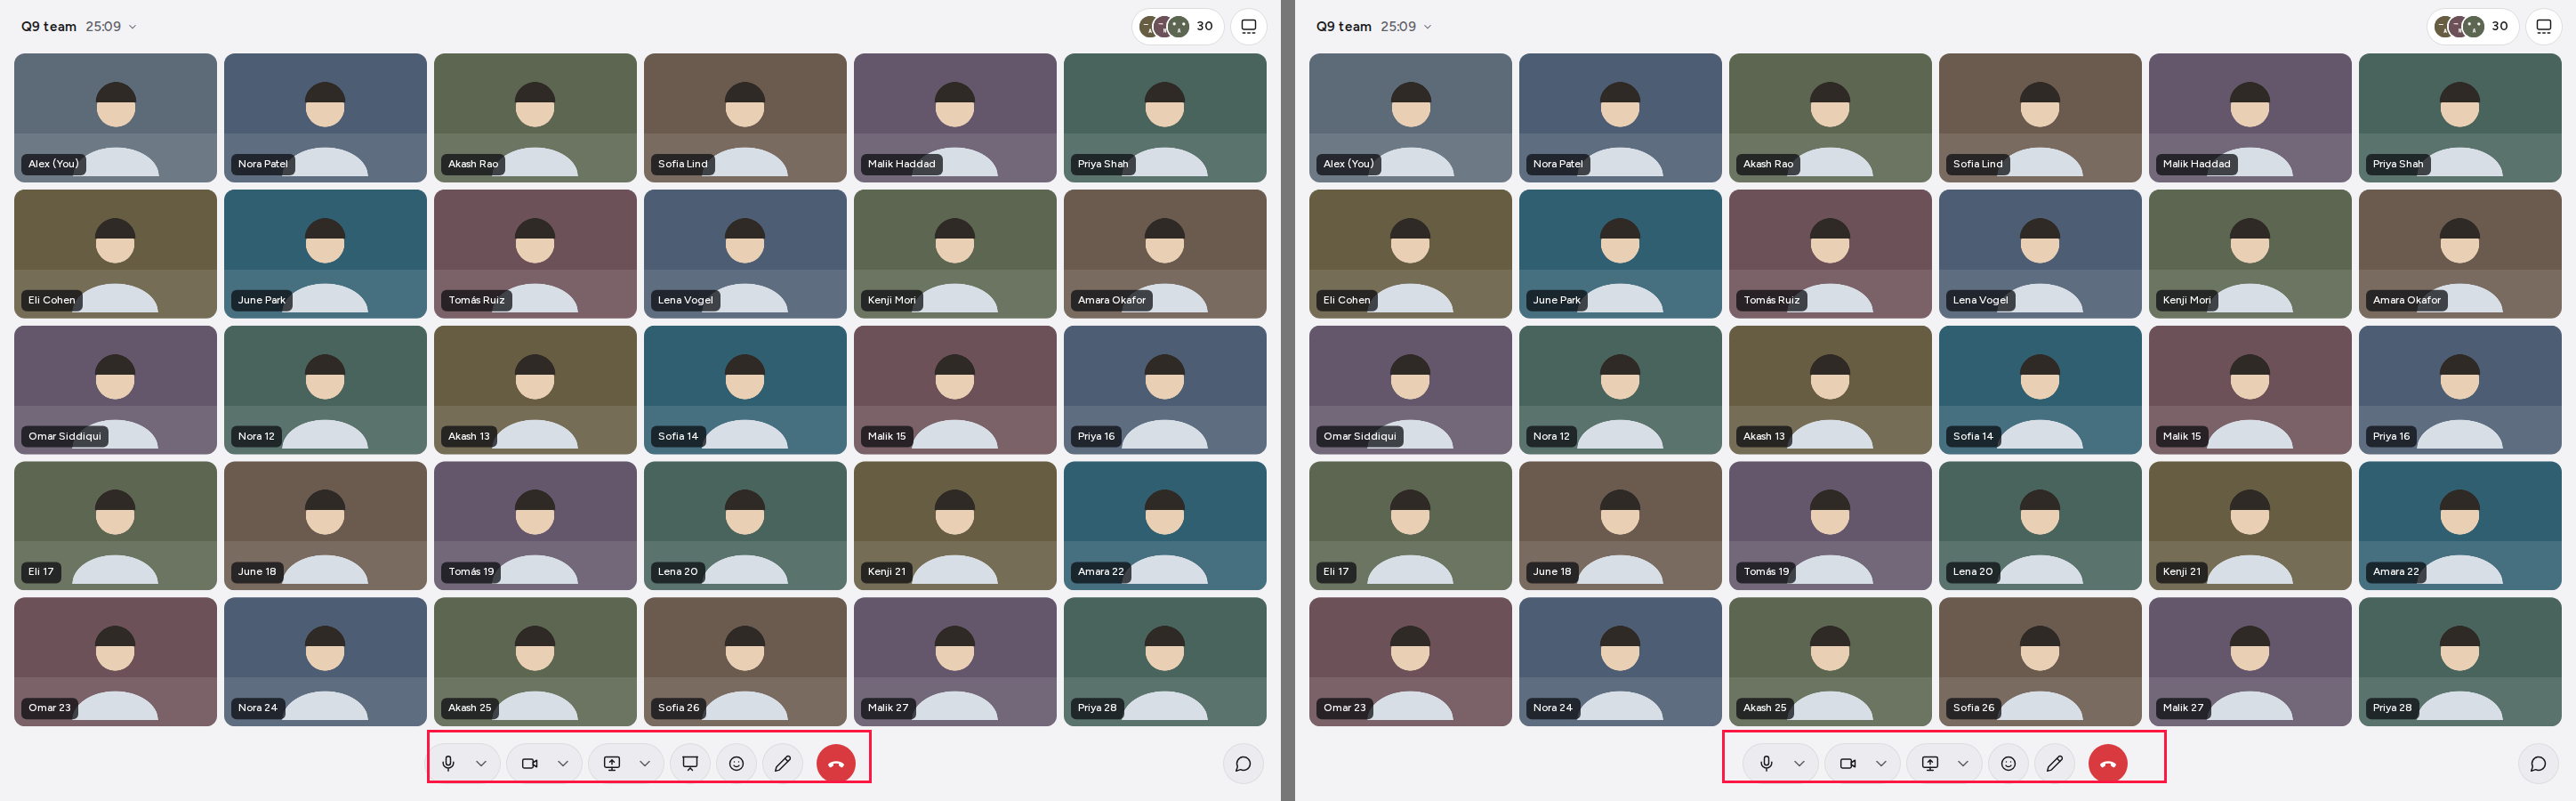 Q9 team 25:09
30
Alex (You) Nora Patel Akash Rao Sofia Lind Malik Haddad Priya Shah
Eli Cohen June Park Tomás Ruiz Lena Vogel Kenji Mori Amara Okafor
Omar Siddiqui Nora 12 Akash 13 Sofia 14 Malik 15 Priya 16
Eli 17 June 18 Tomás 19 Lena 20 Kenji 21 Amara 22
Omar 23 Nora 24 Akash 25 Sofia 26 Malik 27 Priya 28
Q9 team 25:09
30
Alex (You) Nora Patel Akash Rao Sofia Lind Malik Haddad Priya Shah
Eli Cohen June Park Tomás Ruiz Lena Vogel Kenji Mori Amara Okafor
Omar Siddiqui Nora 12 Akash 13 Sofia 14 Malik 15 Priya 16
Eli 17 June 18 Tomás 19 Lena 20 Kenji 21 Amara 22
Omar 23 Nora 24 Akash 25 Sofia 26 Malik 27 Priya 28